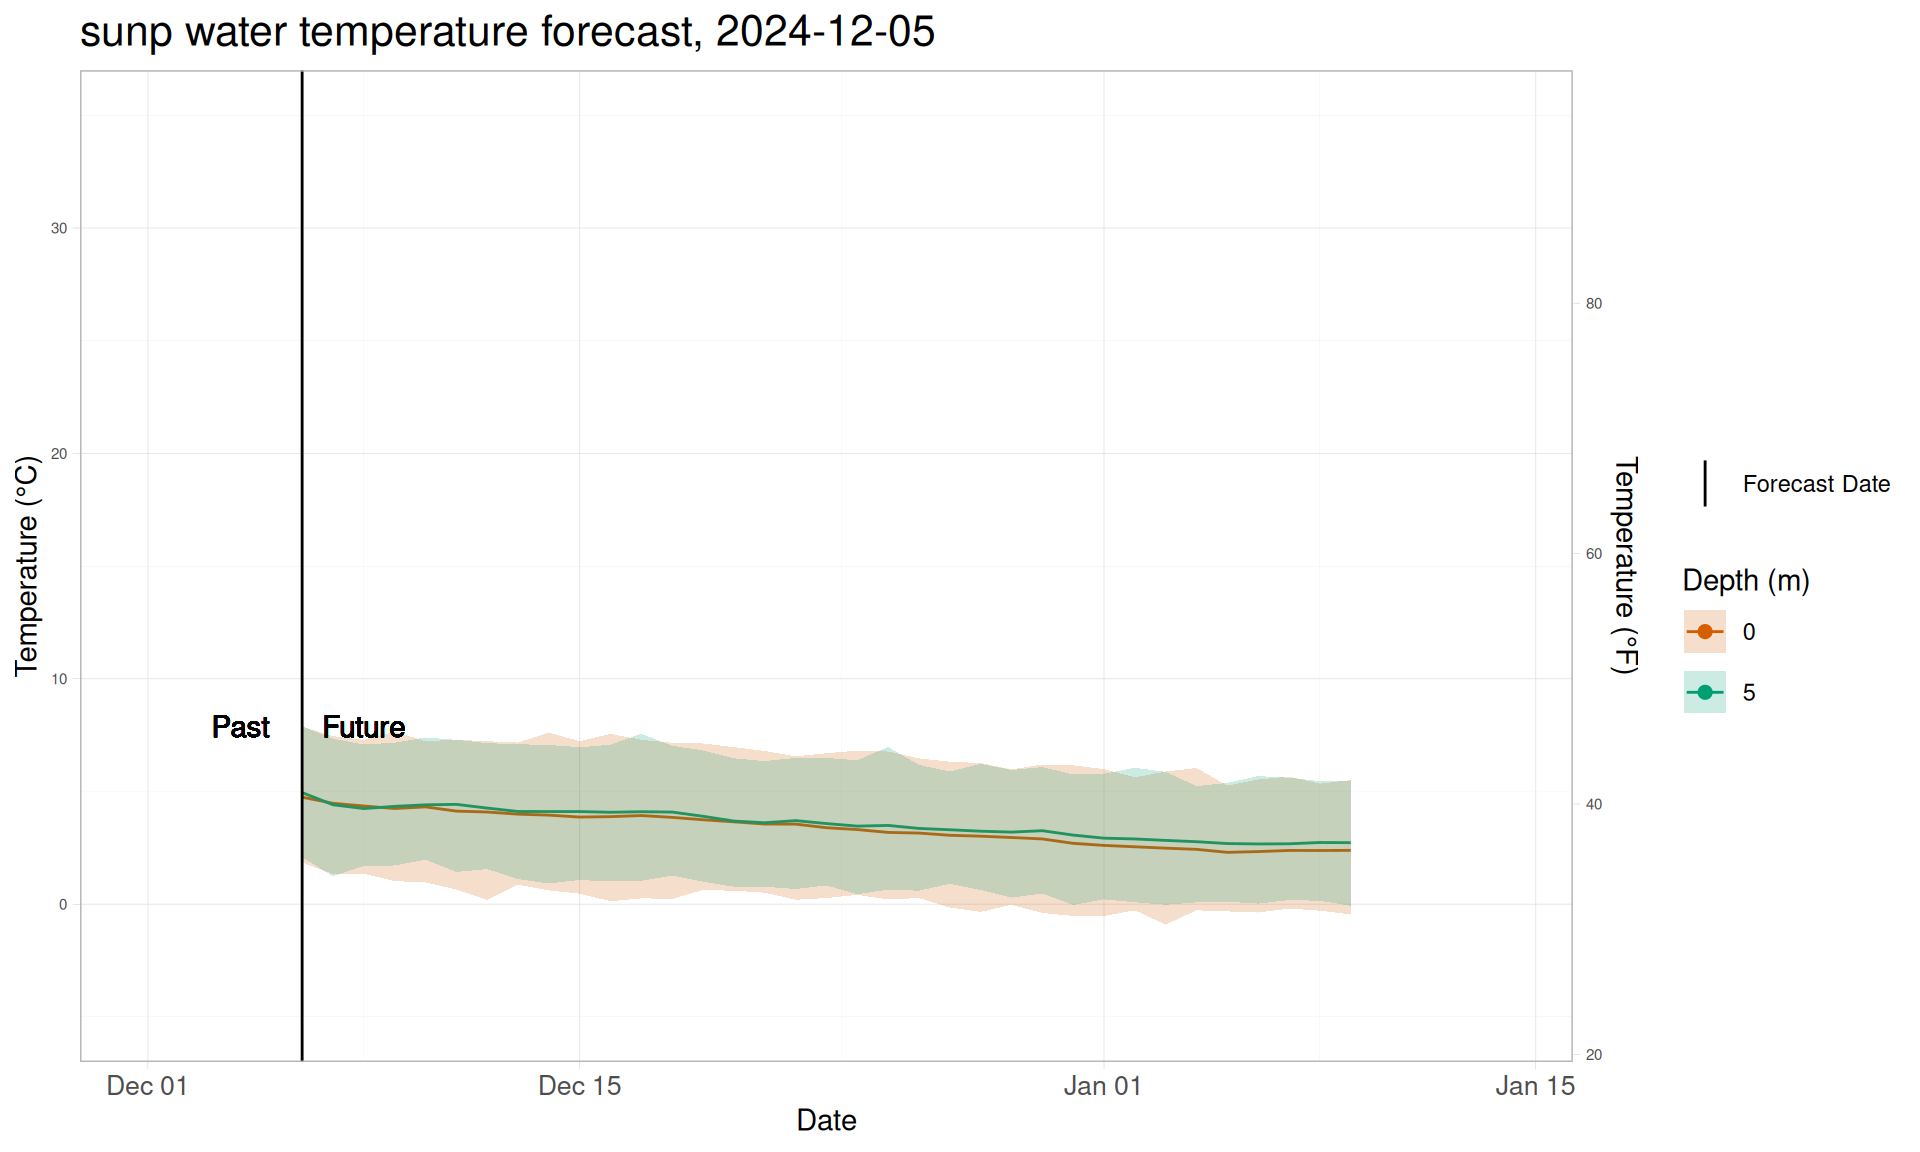 sunp water temperature forecast, 2024-12-05
30
20
10
0
Temperature (°C)
Past
Future
80
60
40
20
Temperature (°F)
Dec 01
Dec 15
Jan 01
Jan 15
Date
Forecast Date
Depth (m)
0
5